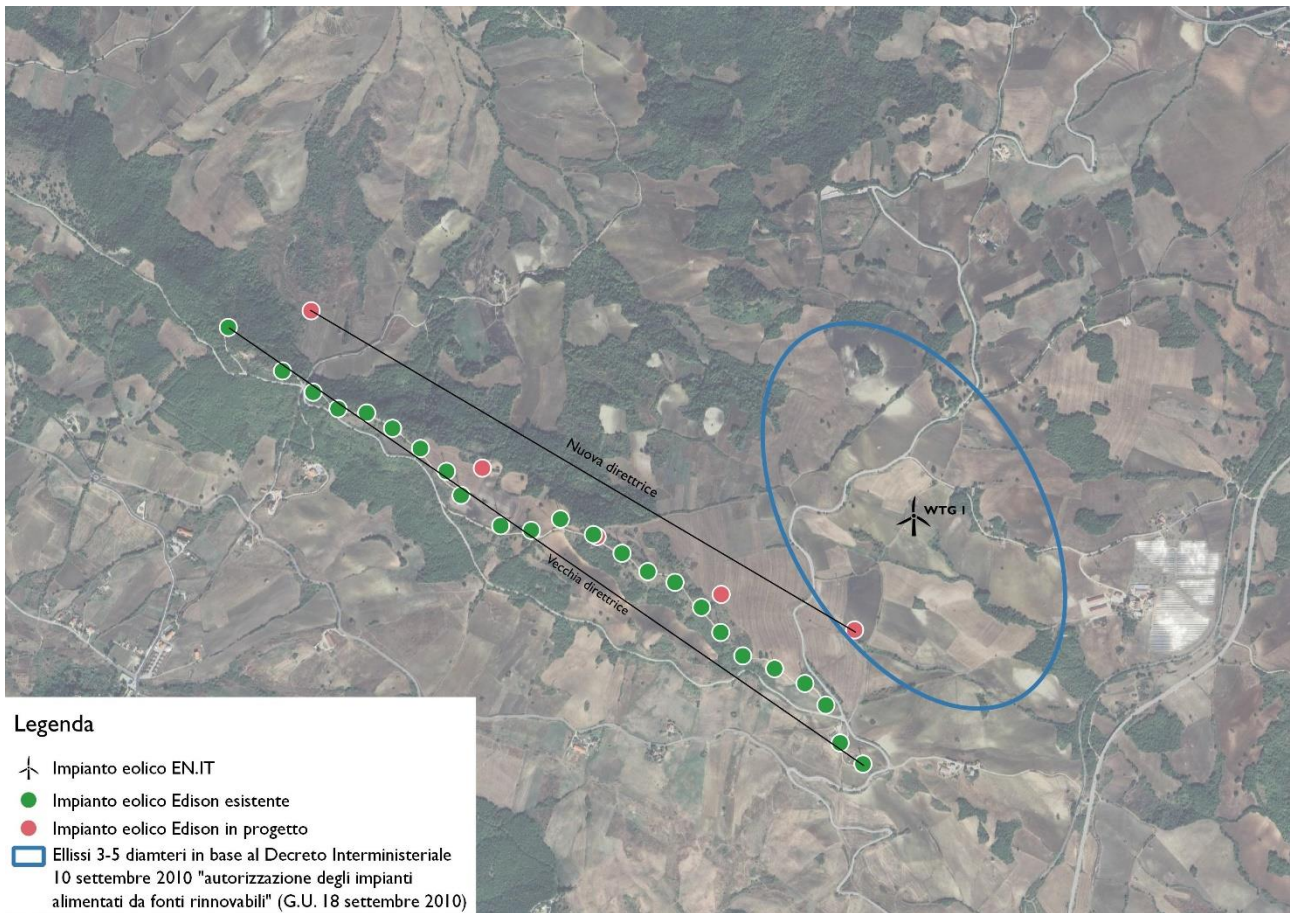 Nuova direttrice
WTG 1
Vecchia direttrice
Legenda
Impianto eolico EN.IT
Impianto eolico Edison esistente
Impianto eolico Edison in progetto
Ellissi 3-5 diamteri in base al Decreto Interministeriale
10 settembre 2010 "autorizzazione degli impianti
alimentati da fonti rinnovabili" (G.U. 18 settembre 2010)